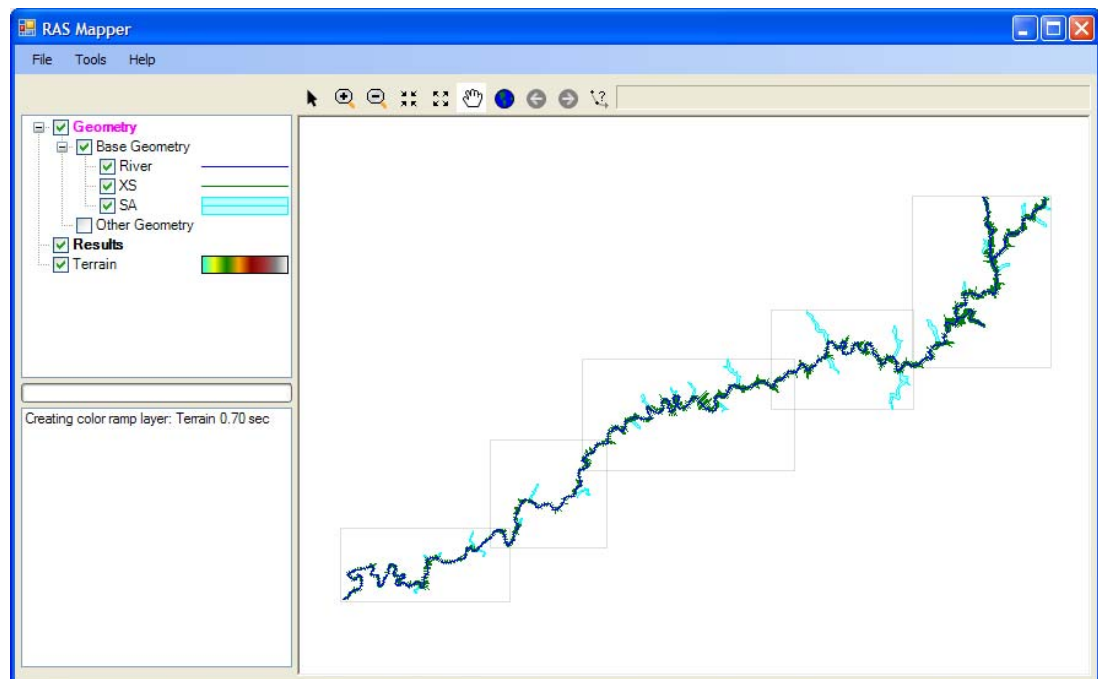 RAS Mapper
File Tools Help
Geometry
Base Geometry
River
XS
SA
Other Geometry
Results
Terrain
Creating color ramp layer: Terrain 0.70 sec